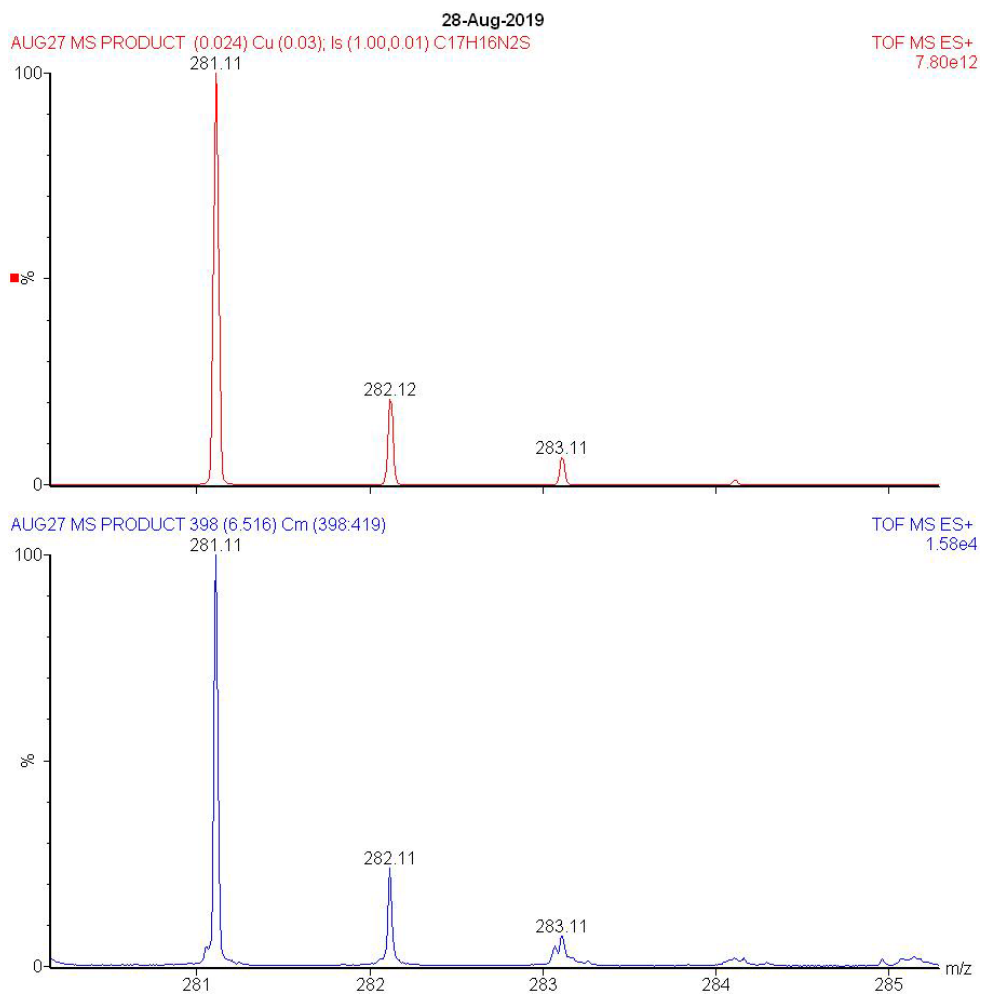 28-Aug-2019
AUG27 MS PRODUCT (0.024) Cu (0.03); Is (1.00,0.01) C17H16N2S
TOF MS ES+
7.80e12
281.11
100
%
282.12
283.11
0
AUG27 MS PRODUCT 398 (6.516) Cm (398:419)
TOF MS ES+
1.58e4
281.11
100
%
282.11
283.11
0
m/z
281 282 283 284 285